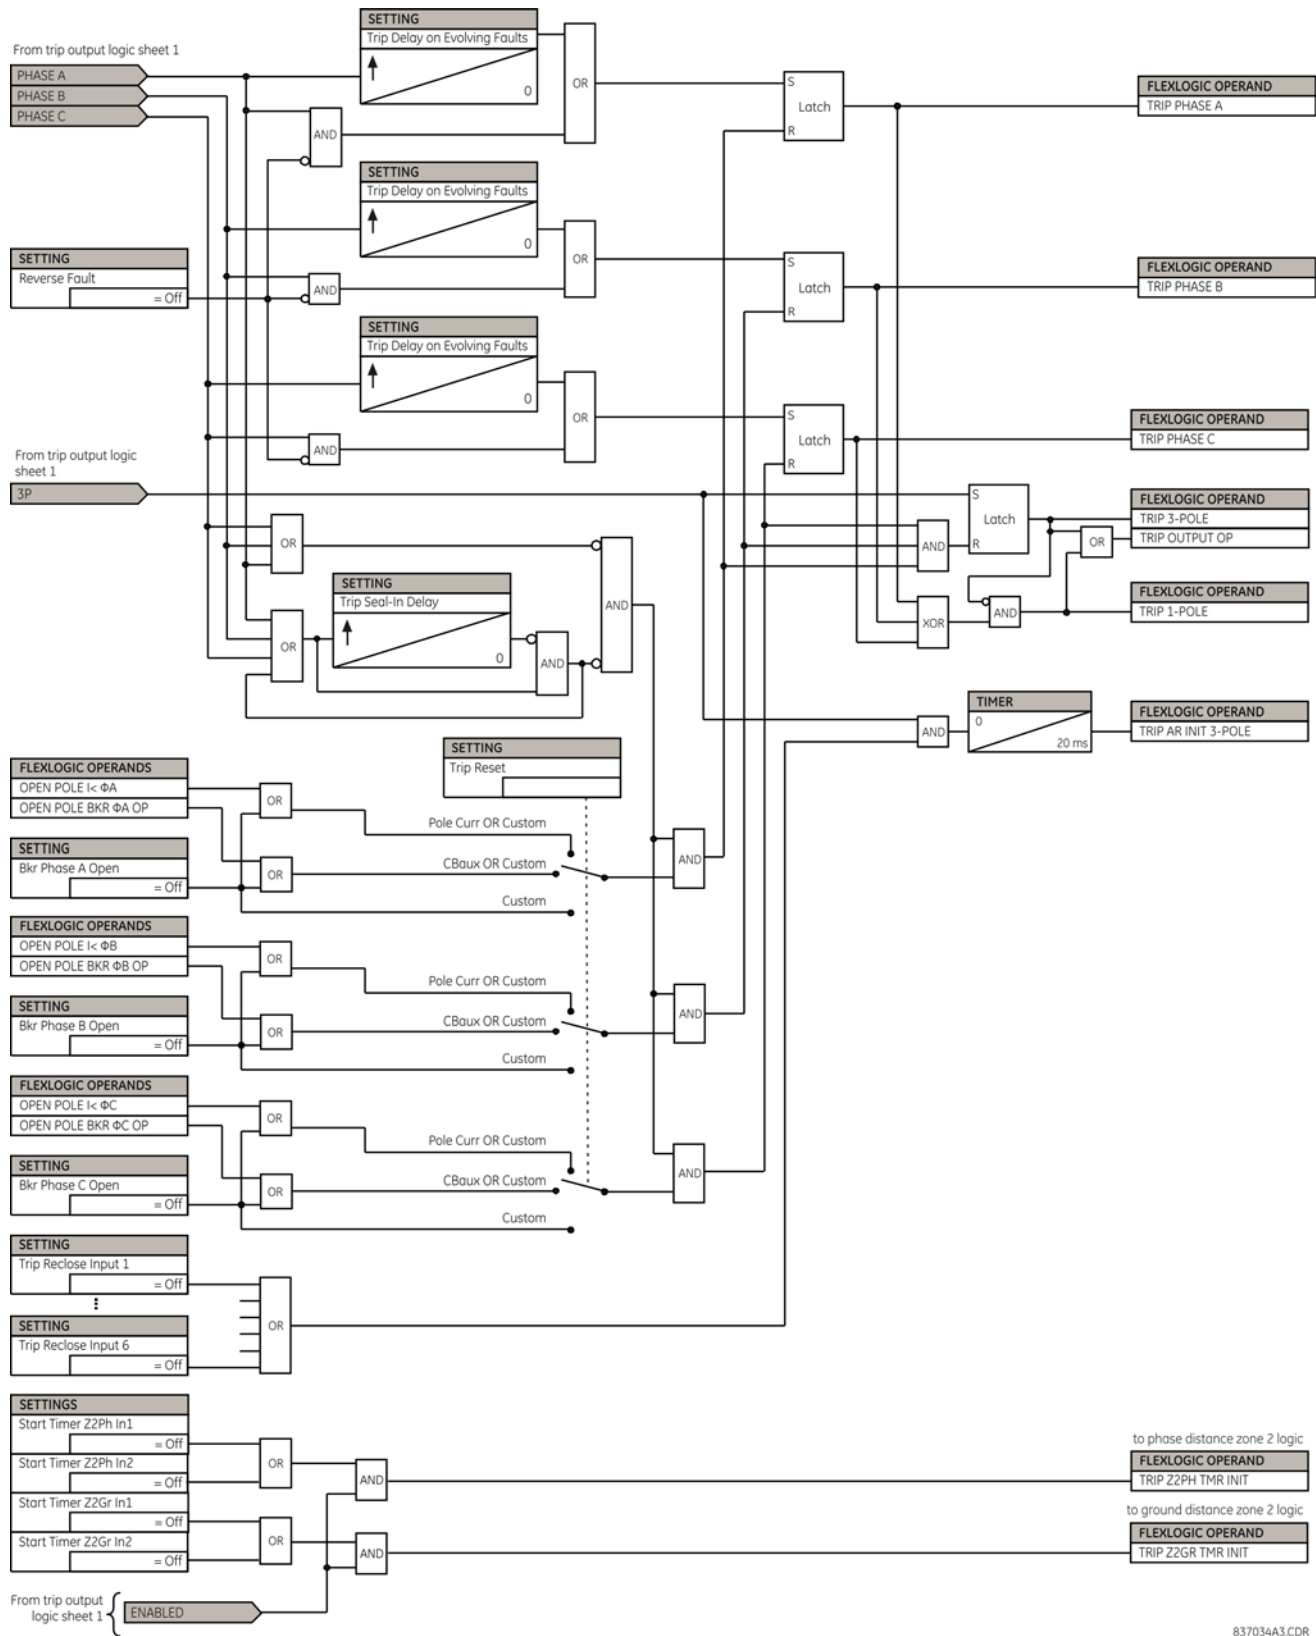 From trip output logic sheet 1
PHASE A
PHASE B
PHASE C
SETTING
Trip Delay on Evolving Faults
0
OR
AND
S
Latch
R
FLEXLOGIC OPERAND
TRIP PHASE A
SETTING
Trip Delay on Evolving Faults
0
OR
AND
S
Latch
R
FLEXLOGIC OPERAND
TRIP PHASE B
SETTING
Reverse Fault
= Off
SETTING
Trip Delay on Evolving Faults
0
OR
AND
S
Latch
R
FLEXLOGIC OPERAND
TRIP PHASE C
From trip output logic
sheet 1
3P
S
Latch
R
AND
OR
FLEXLOGIC OPERAND
TRIP 3-POLE
TRIP OUTPUT OP
OR
OR
SETTING
Trip Seal-In Delay
0
AND
AND
XOR
AND
FLEXLOGIC OPERAND
TRIP 1-POLE
AND
TIMER
0
20 ms
FLEXLOGIC OPERAND
TRIP AR INIT 3-POLE
SETTING
Trip Reset
FLEXLOGIC OPERANDS
OPEN POLE I< ΦA
OPEN POLE BKR ΦA OP
SETTING
Bkr Phase A Open
= Off
OR
OR
Pole Curr OR Custom
CBaux OR Custom
Custom
AND
FLEXLOGIC OPERANDS
OPEN POLE I< ΦB
OPEN POLE BKR ΦB OP
SETTING
Bkr Phase B Open
= Off
OR
OR
Pole Curr OR Custom
CBaux OR Custom
Custom
AND
FLEXLOGIC OPERANDS
OPEN POLE I< ΦC
OPEN POLE BKR ΦC OP
SETTING
Bkr Phase C Open
= Off
OR
OR
Pole Curr OR Custom
CBaux OR Custom
Custom
AND
SETTING
Trip Reclose Input 1
= Off
SETTING
Trip Reclose Input 6
= Off
OR
SETTINGS
Start Timer Z2Ph In1
= Off
Start Timer Z2Ph In2
= Off
Start Timer Z2Gr In1
= Off
Start Timer Z2Gr In2
= Off
OR
AND
OR
AND
to phase distance zone 2 logic
FLEXLOGIC OPERAND
TRIP Z2PH TMR INIT
to ground distance zone 2 logic
FLEXLOGIC OPERAND
TRIP Z2GR TMR INIT
From trip output
logic sheet 1
ENABLED
837034A3.CDR